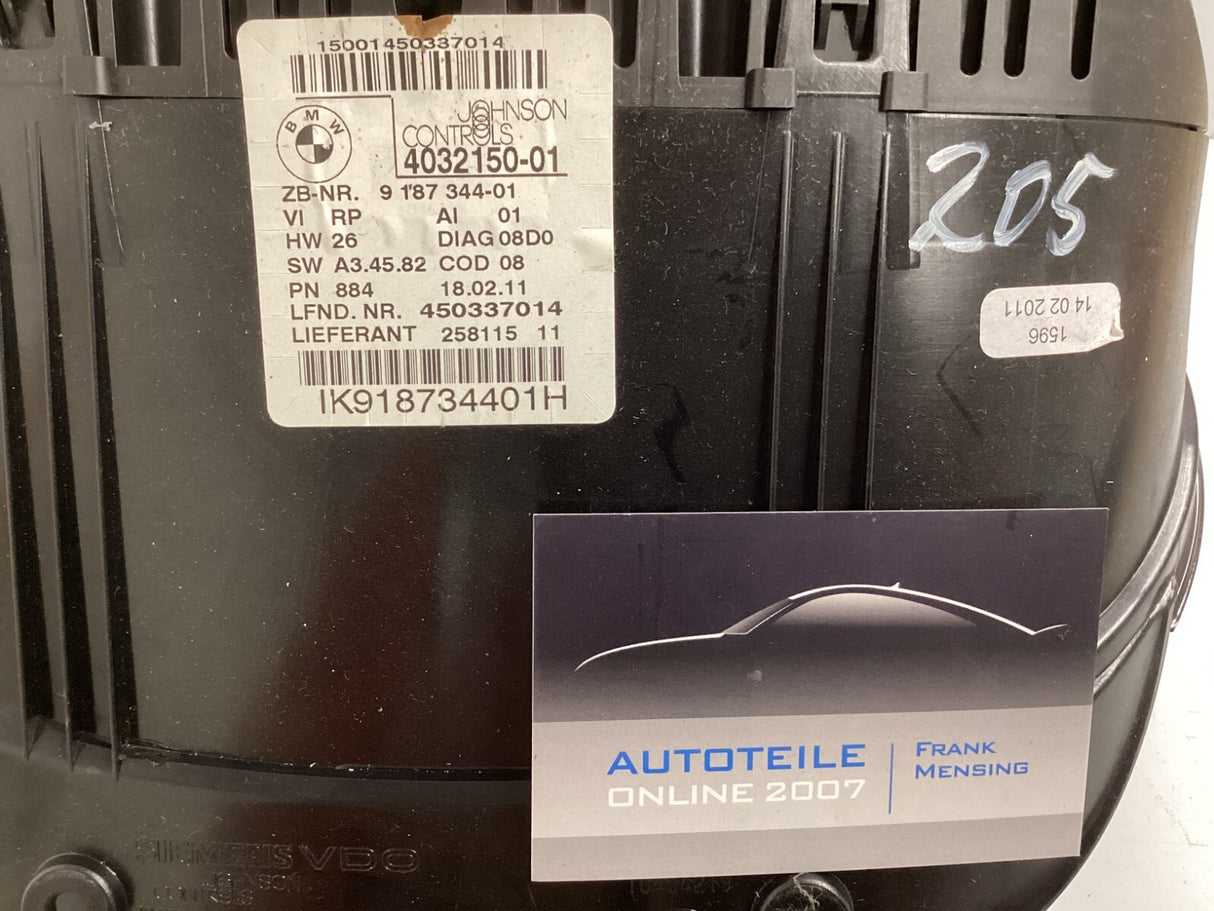 15001450337014
BMW
JOHNSON
CONTROLS
4032150-01
ZB-NR. 9 187 344-01
VI RP AI 01
HW 26 DIAG 08D0
SW A3.45.82 COD 08
PN 884 18.02.11
LFND. NR. 450337014
LIEFERANT 258115 11
IK918734401H
205
1596
14 02 2011
AUTOTEILE
ONLINE 2007
FRANK
MENSING
SIEMENS VDO